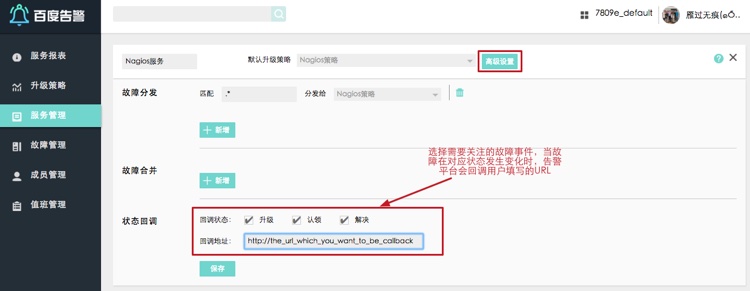 百度告警
7809e_default
雁过无痕(๑Ő..
服务报表
升级策略
服务管理
故障管理
成员管理
值班管理
Nagios服务
默认升级策略
Nagios策略
高级设置
故障分发
匹配
.*
分发给
Nagios策略
新增
故障合并
新增
选择需要关注的故障事件，当故
障在对应状态发生变化时，告警
平台会回调用户填写的URL
状态回调
回调状态：
升级
认领
解决
回调地址：
http://the_url_which_you_want_to_be_callback
保存